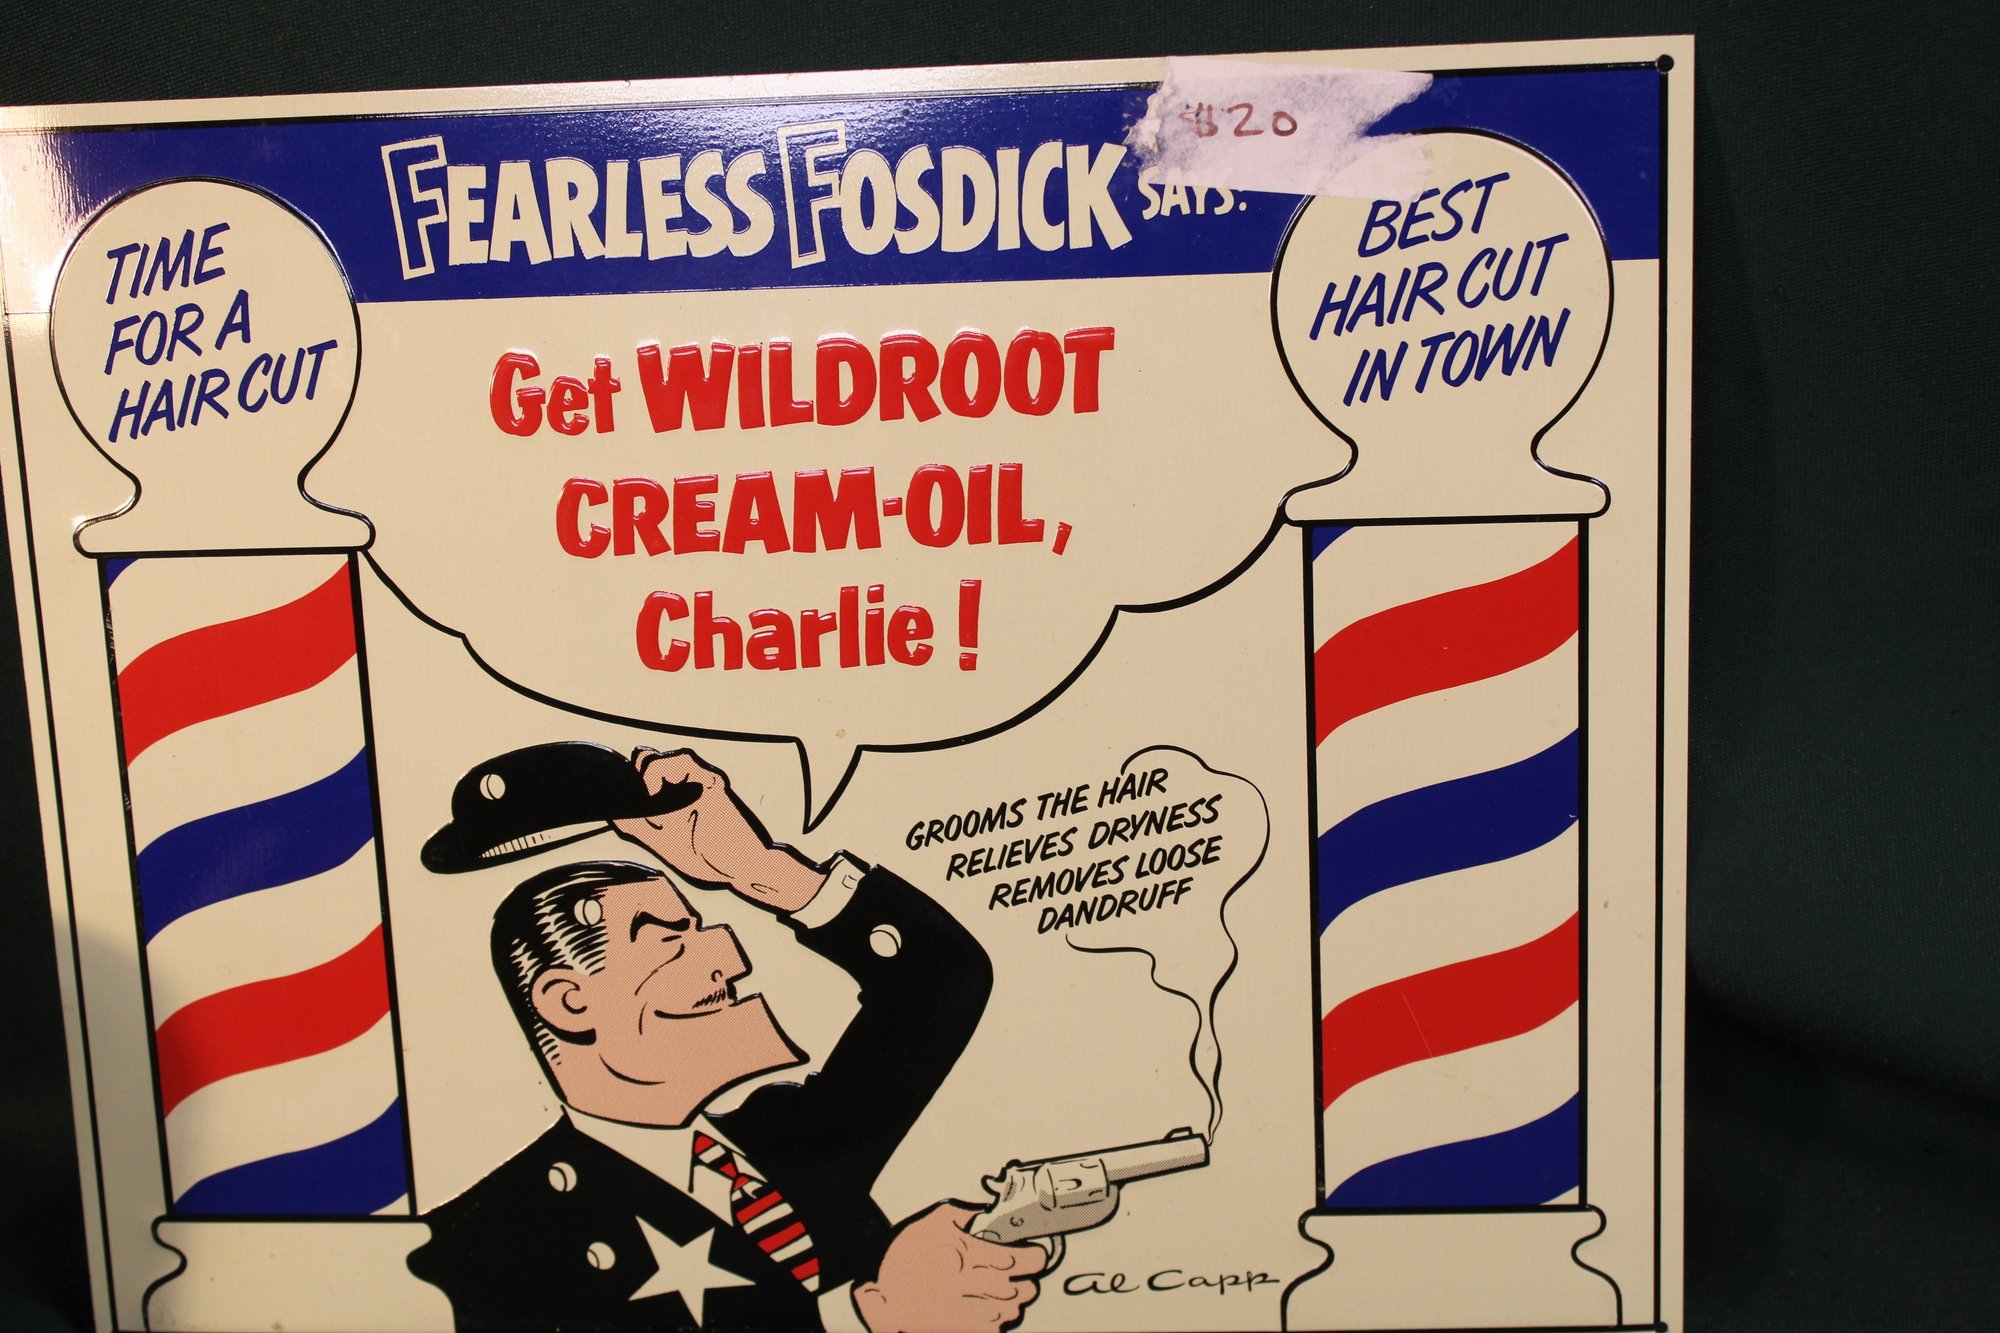 $20
FEARLESS FOSDICK SAYS:
TIME
FOR A
HAIR CUT
Get WILDROOT
CREAM-OIL,
Charlie!
BEST
HAIR CUT
IN TOWN
GROOMS THE HAIR
RELIEVES DRYNESS
REMOVES LOOSE
DANDRUFF
Al Capp